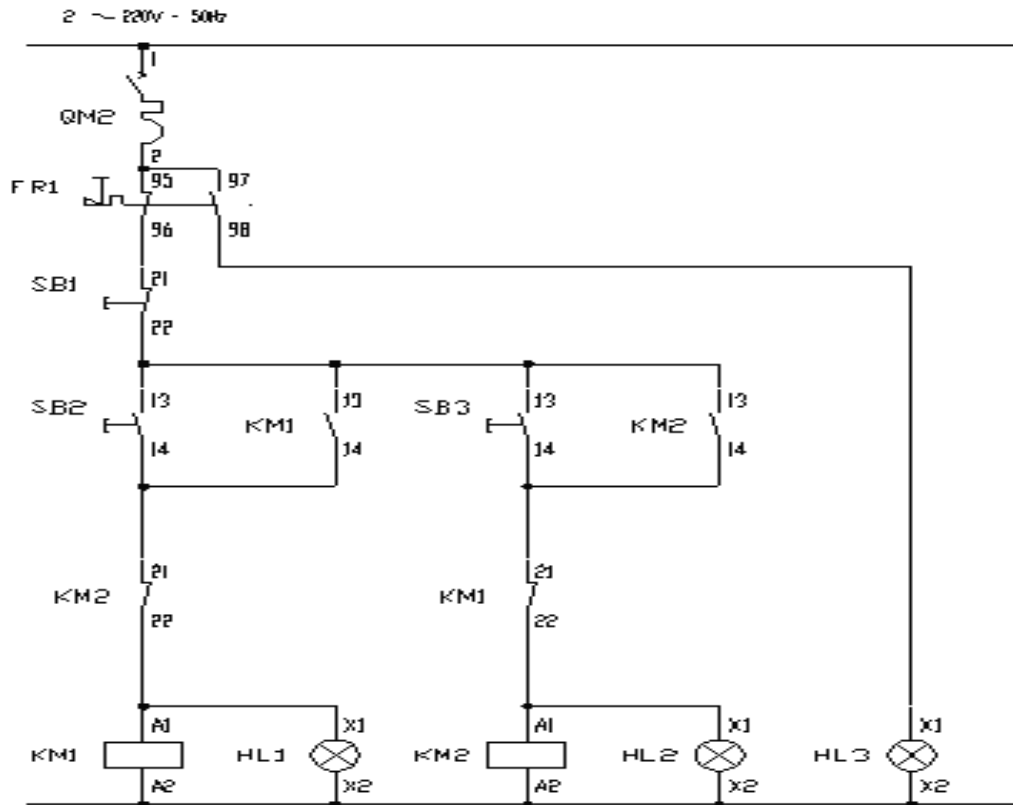 2 ~ 220V - 50Hz
1
QM2
2
FR1 95 97
96 98
SB1 21
22
SB2 13 KM1 13 SB3 13 KM2 13
14 14 14 14
KM2 21 KM1 21
22 22
A1 X1 A1 X1 X1
KM1 HL1 KM2 HL2 HL3
A2 X2 A2 X2 X2